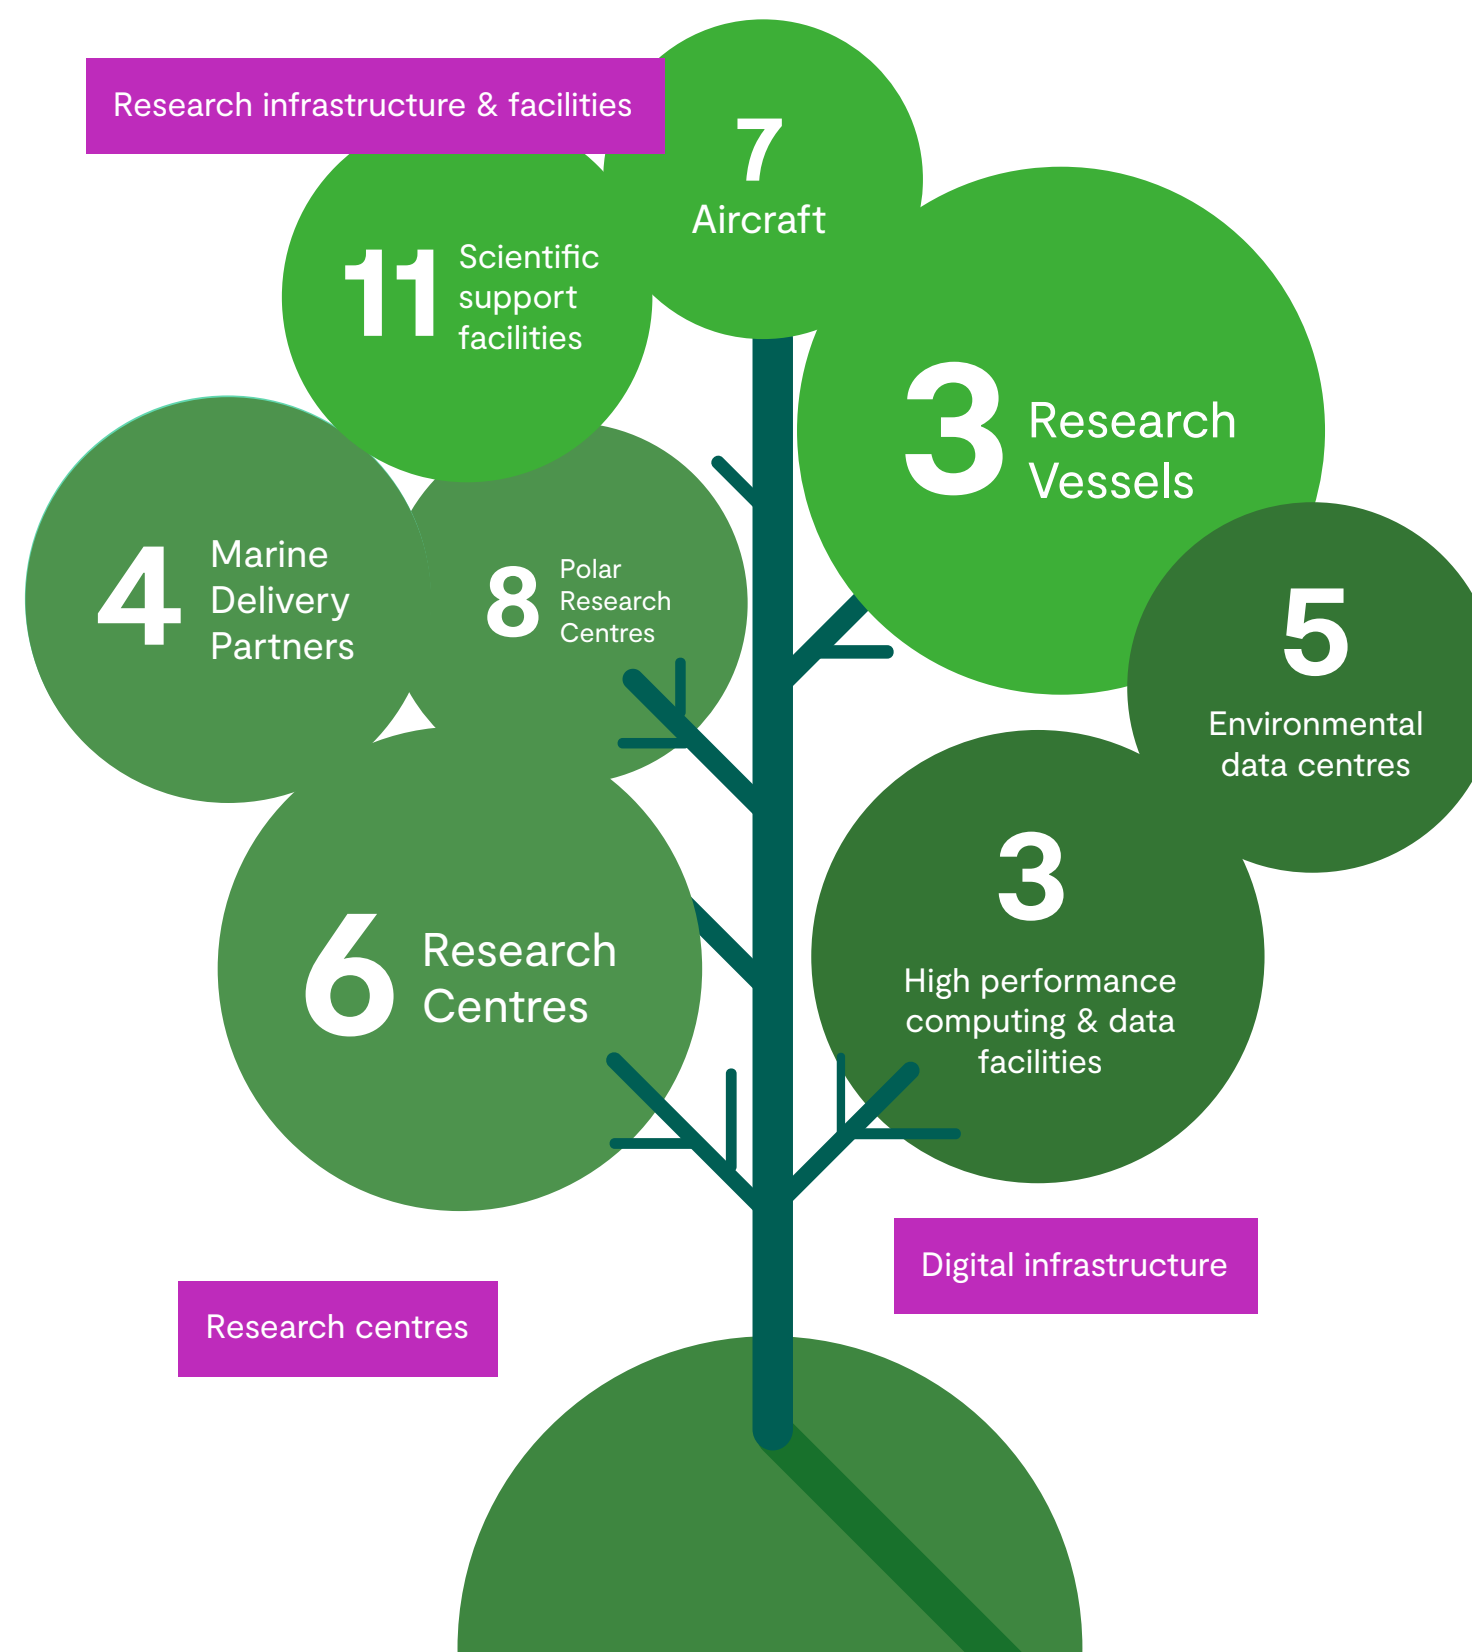 Research infrastructure & facilities
7
Aircraft
11
Scientific
support
facilities
3
Research
Vessels
4
Marine
Delivery
Partners
8
Polar
Research
Centres
5
Environmental
data centres
6
Research
Centres
3
High performance
computing & data
facilities
Digital infrastructure
Research centres